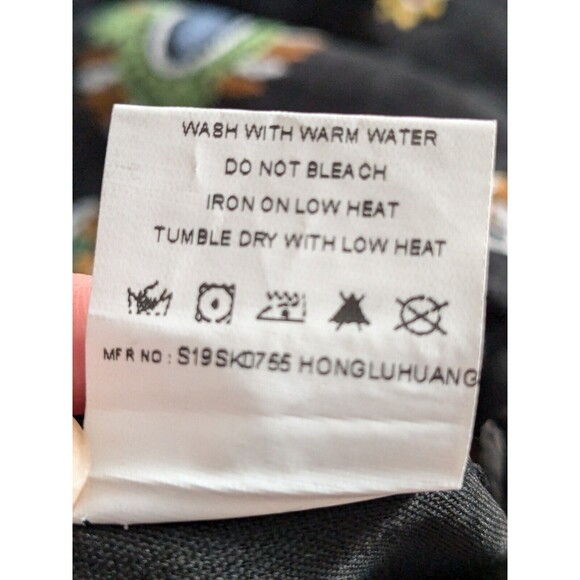 WASH WITH WARM WATER
DO NOT BLEACH
IRON ON LOW HEAT
TUMBLE DRY WITH LOW HEAT
MFR NO : S19SK0755 HONGLUHUANG